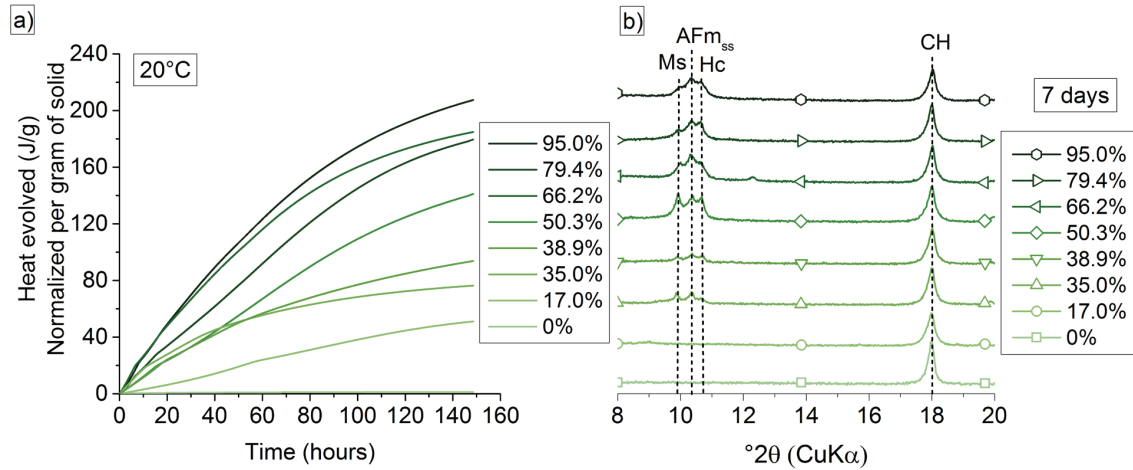 a)
20°C
Heat evolved (J/g)
Normalized per gram of solid
240
200
160
120
80
40
0
0 20 40 60 80 100 120 140 160
Time (hours)
95.0%
79.4%
66.2%
50.3%
38.9%
35.0%
17.0%
0%
b)
AFmss
Ms Hc
CH
7 days
95.0%
79.4%
66.2%
50.3%
38.9%
35.0%
17.0%
0%
8 10 12 14 16 18 20
°2θ (CuKα)